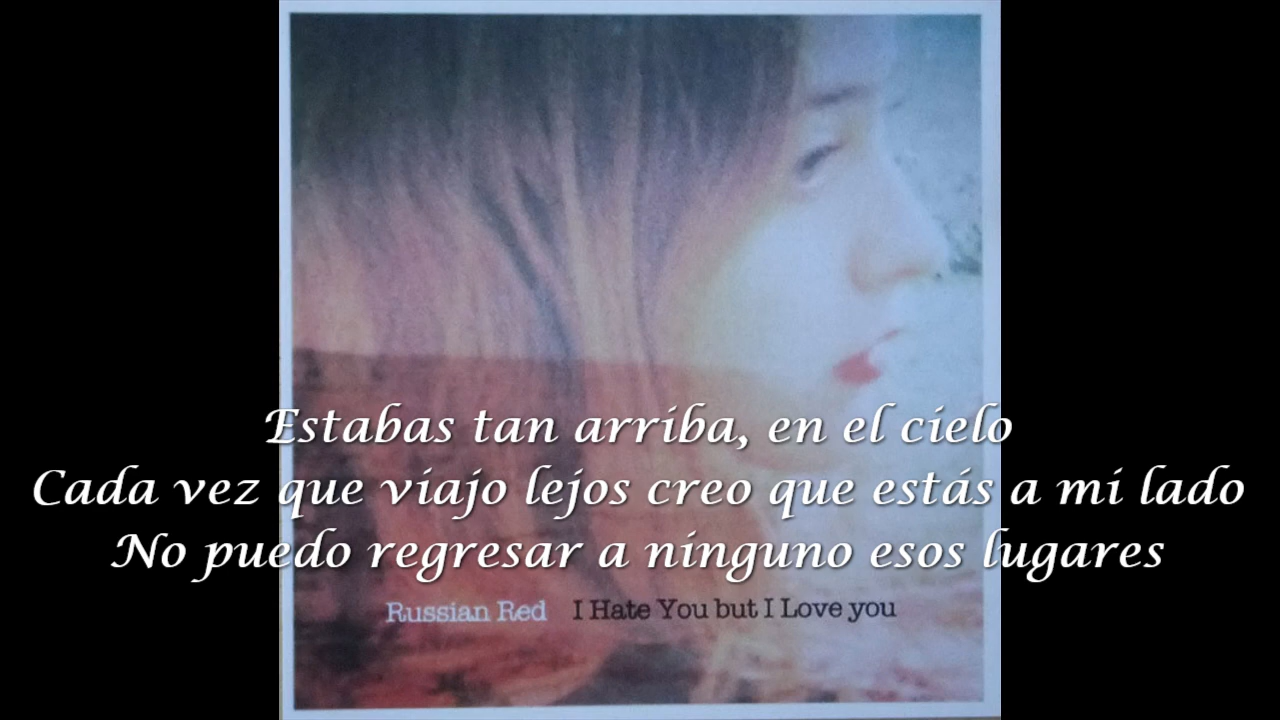 Estabas tan arriba, en el cielo
Cada vez que viajo lejos creo que estás a mi lado
No puedo regresar a ninguno esos lugares
Russian Red I Hate You but I Love you